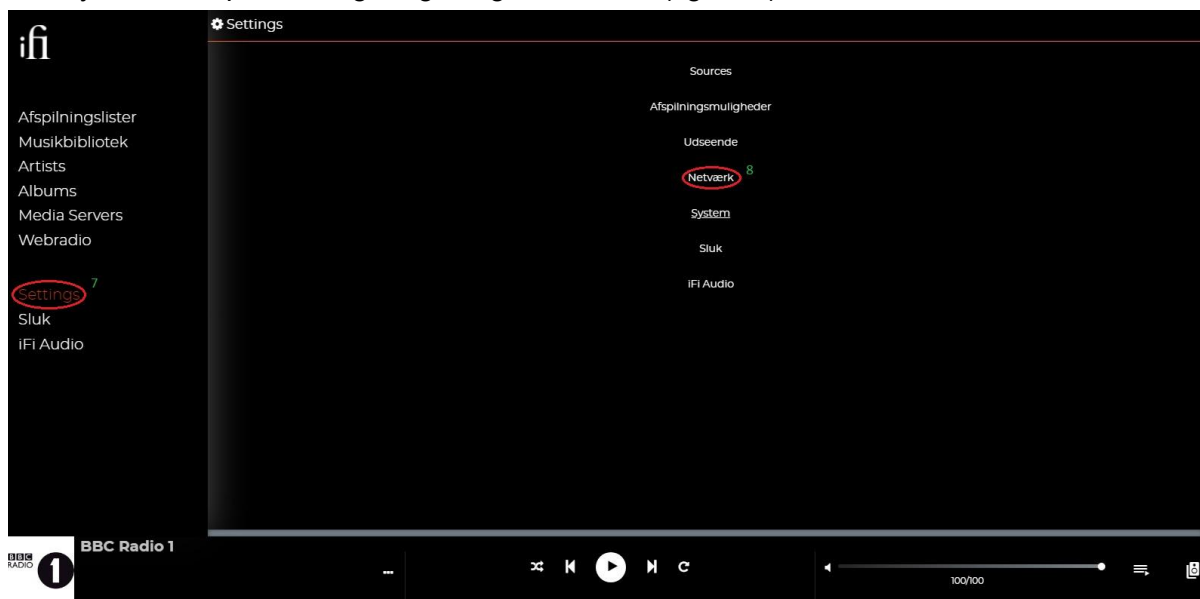 ifi
Settings
Afspilningslister
Musikbibliotek
Artists
Albums
Media Servers
Webradio
Settings 7
Sluk
iFi Audio
Sources
Afspilningsmuligheder
Udseende
Netværk 8
System
Sluk
iFi Audio
BBC
RADIO
1
BBC Radio 1
100/100